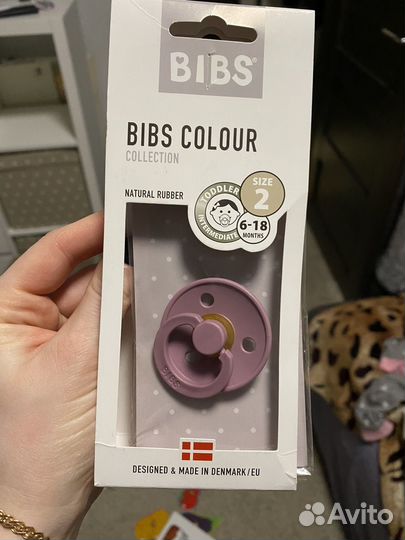 BIBS
BIBS COLOUR
COLLECTION
NATURAL RUBBER
TODDLER
INTERMEDIATE
SIZE
2
6-18
MONTHS
BIBS
DESIGNED & MADE IN DENMARK/EU
Avito